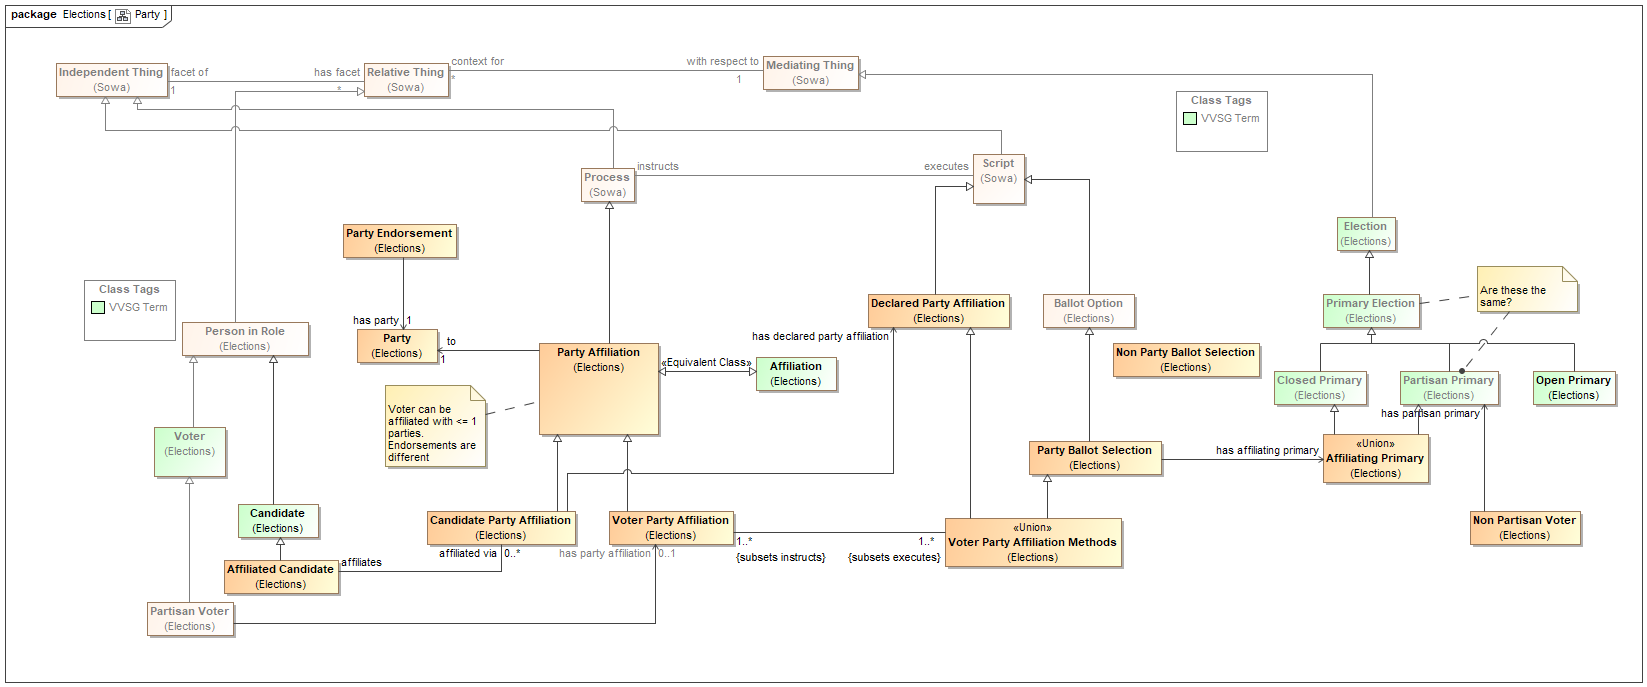 package Elections [ Party ]
Independent Thing
(Sowa)
facet of
1
has facet
*
Relative Thing
(Sowa)
context for
*
with respect to
1
Mediating Thing
(Sowa)
Class Tags
VVSG Term
Process
(Sowa)
instructs
executes
Script
(Sowa)
Party Endorsement
(Elections)
Election
(Elections)
Class Tags
VVSG Term
Person in Role
(Elections)
has party
1
Party
(Elections)
to
1
Party Affiliation
(Elections)
«Equivalent Class»
Affiliation
(Elections)
Declared Party Affiliation
(Elections)
has declared party affiliation
Ballot Option
(Elections)
Primary Election
(Elections)
Are these the
same?
Non Party Ballot Selection
(Elections)
Closed Primary
(Elections)
Partisan Primary
(Elections)
Open Primary
(Elections)
has partisan primary
Voter can be
affiliated with <= 1
parties.
Endorsements are
different
Voter
(Elections)
Party Ballot Selection
(Elections)
has affiliating primary
«Union»
Affiliating Primary
(Elections)
Candidate
(Elections)
Candidate Party Affiliation
(Elections)
Voter Party Affiliation
(Elections)
«Union»
Voter Party Affiliation Methods
(Elections)
Non Partisan Voter
(Elections)
1..*
{subsets instructs}
1..*
{subsets executes}
affiliated via
0..*
has party affiliation
0..1
Affiliated Candidate
(Elections)
affiliates
Partisan Voter
(Elections)